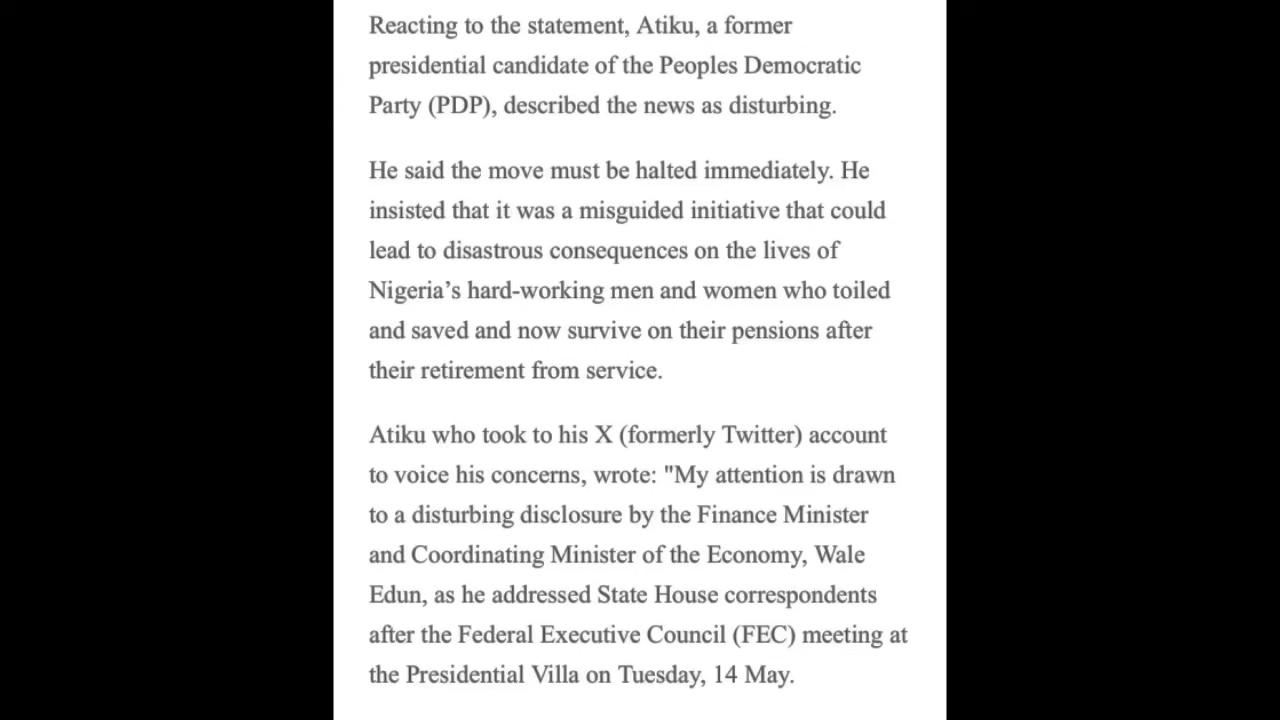 Reacting to the statement, Atiku, a former
presidential candidate of the Peoples Democratic
Party (PDP), described the news as disturbing.
He said the move must be halted immediately. He
insisted that it was a misguided initiative that could
lead to disastrous consequences on the lives of
Nigeria’s hard-working men and women who toiled
and saved and now survive on their pensions after
their retirement from service.
Atiku who took to his X (formerly Twitter) account
to voice his concerns, wrote: "My attention is drawn
to a disturbing disclosure by the Finance Minister
and Coordinating Minister of the Economy, Wale
Edun, as he addressed State House correspondents
after the Federal Executive Council (FEC) meeting at
the Presidential Villa on Tuesday, 14 May.